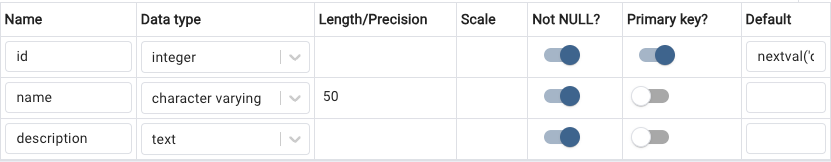 Name Data type Length/Precision Scale Not NULL? Primary key? Default
id integer nextval('c
name character varying 50
description text